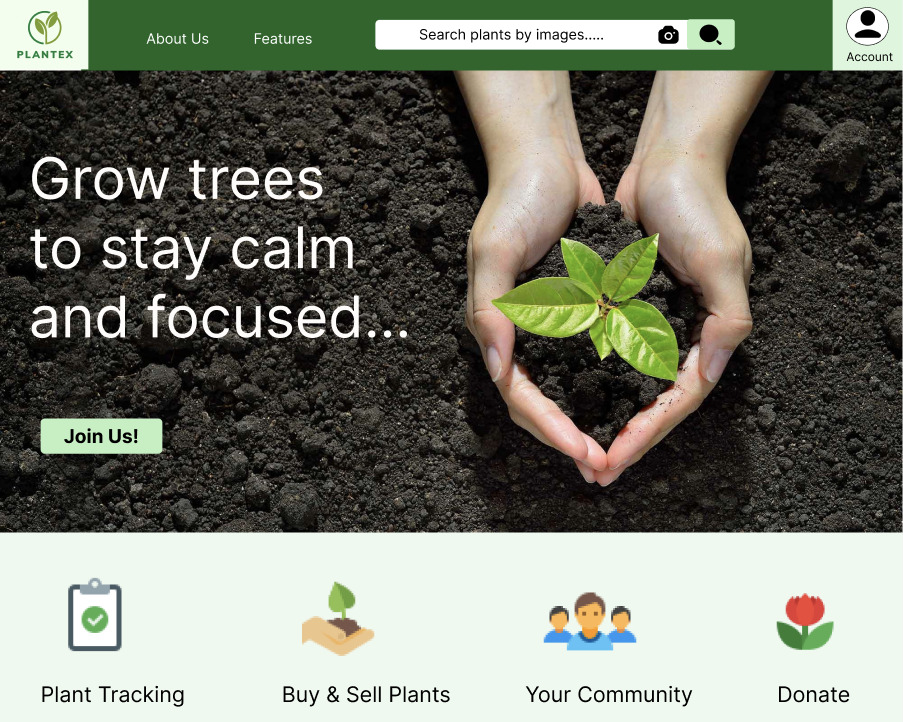 PLANTEX
About Us
Features
Search plants by images.....
Account
Grow trees
to stay calm
and focused...
Join Us!
Plant Tracking
Buy & Sell Plants
Your Community
Donate